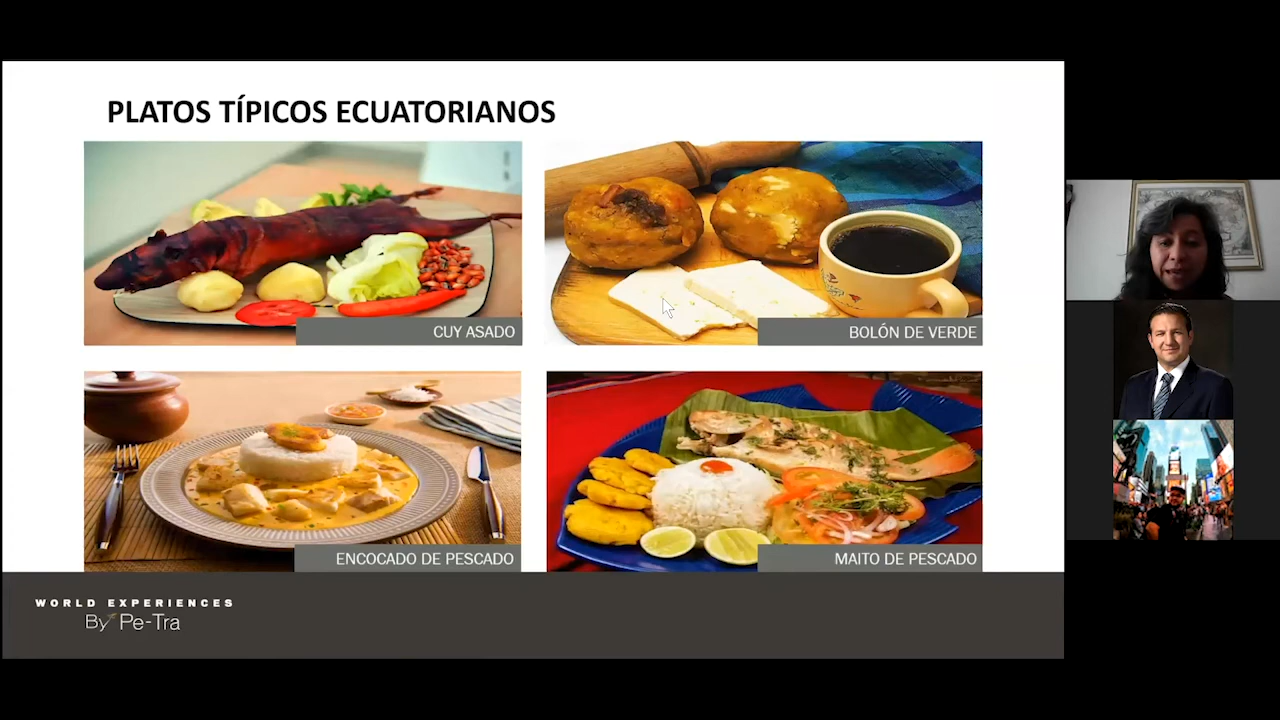 PLATOS TÍPICOS ECUATORIANOS
CUY ASADO
BOLÓN DE VERDE
ENCOCADO DE PESCADO
MAITO DE PESCADO
WORLD EXPERIENCES
By Pe-Tra